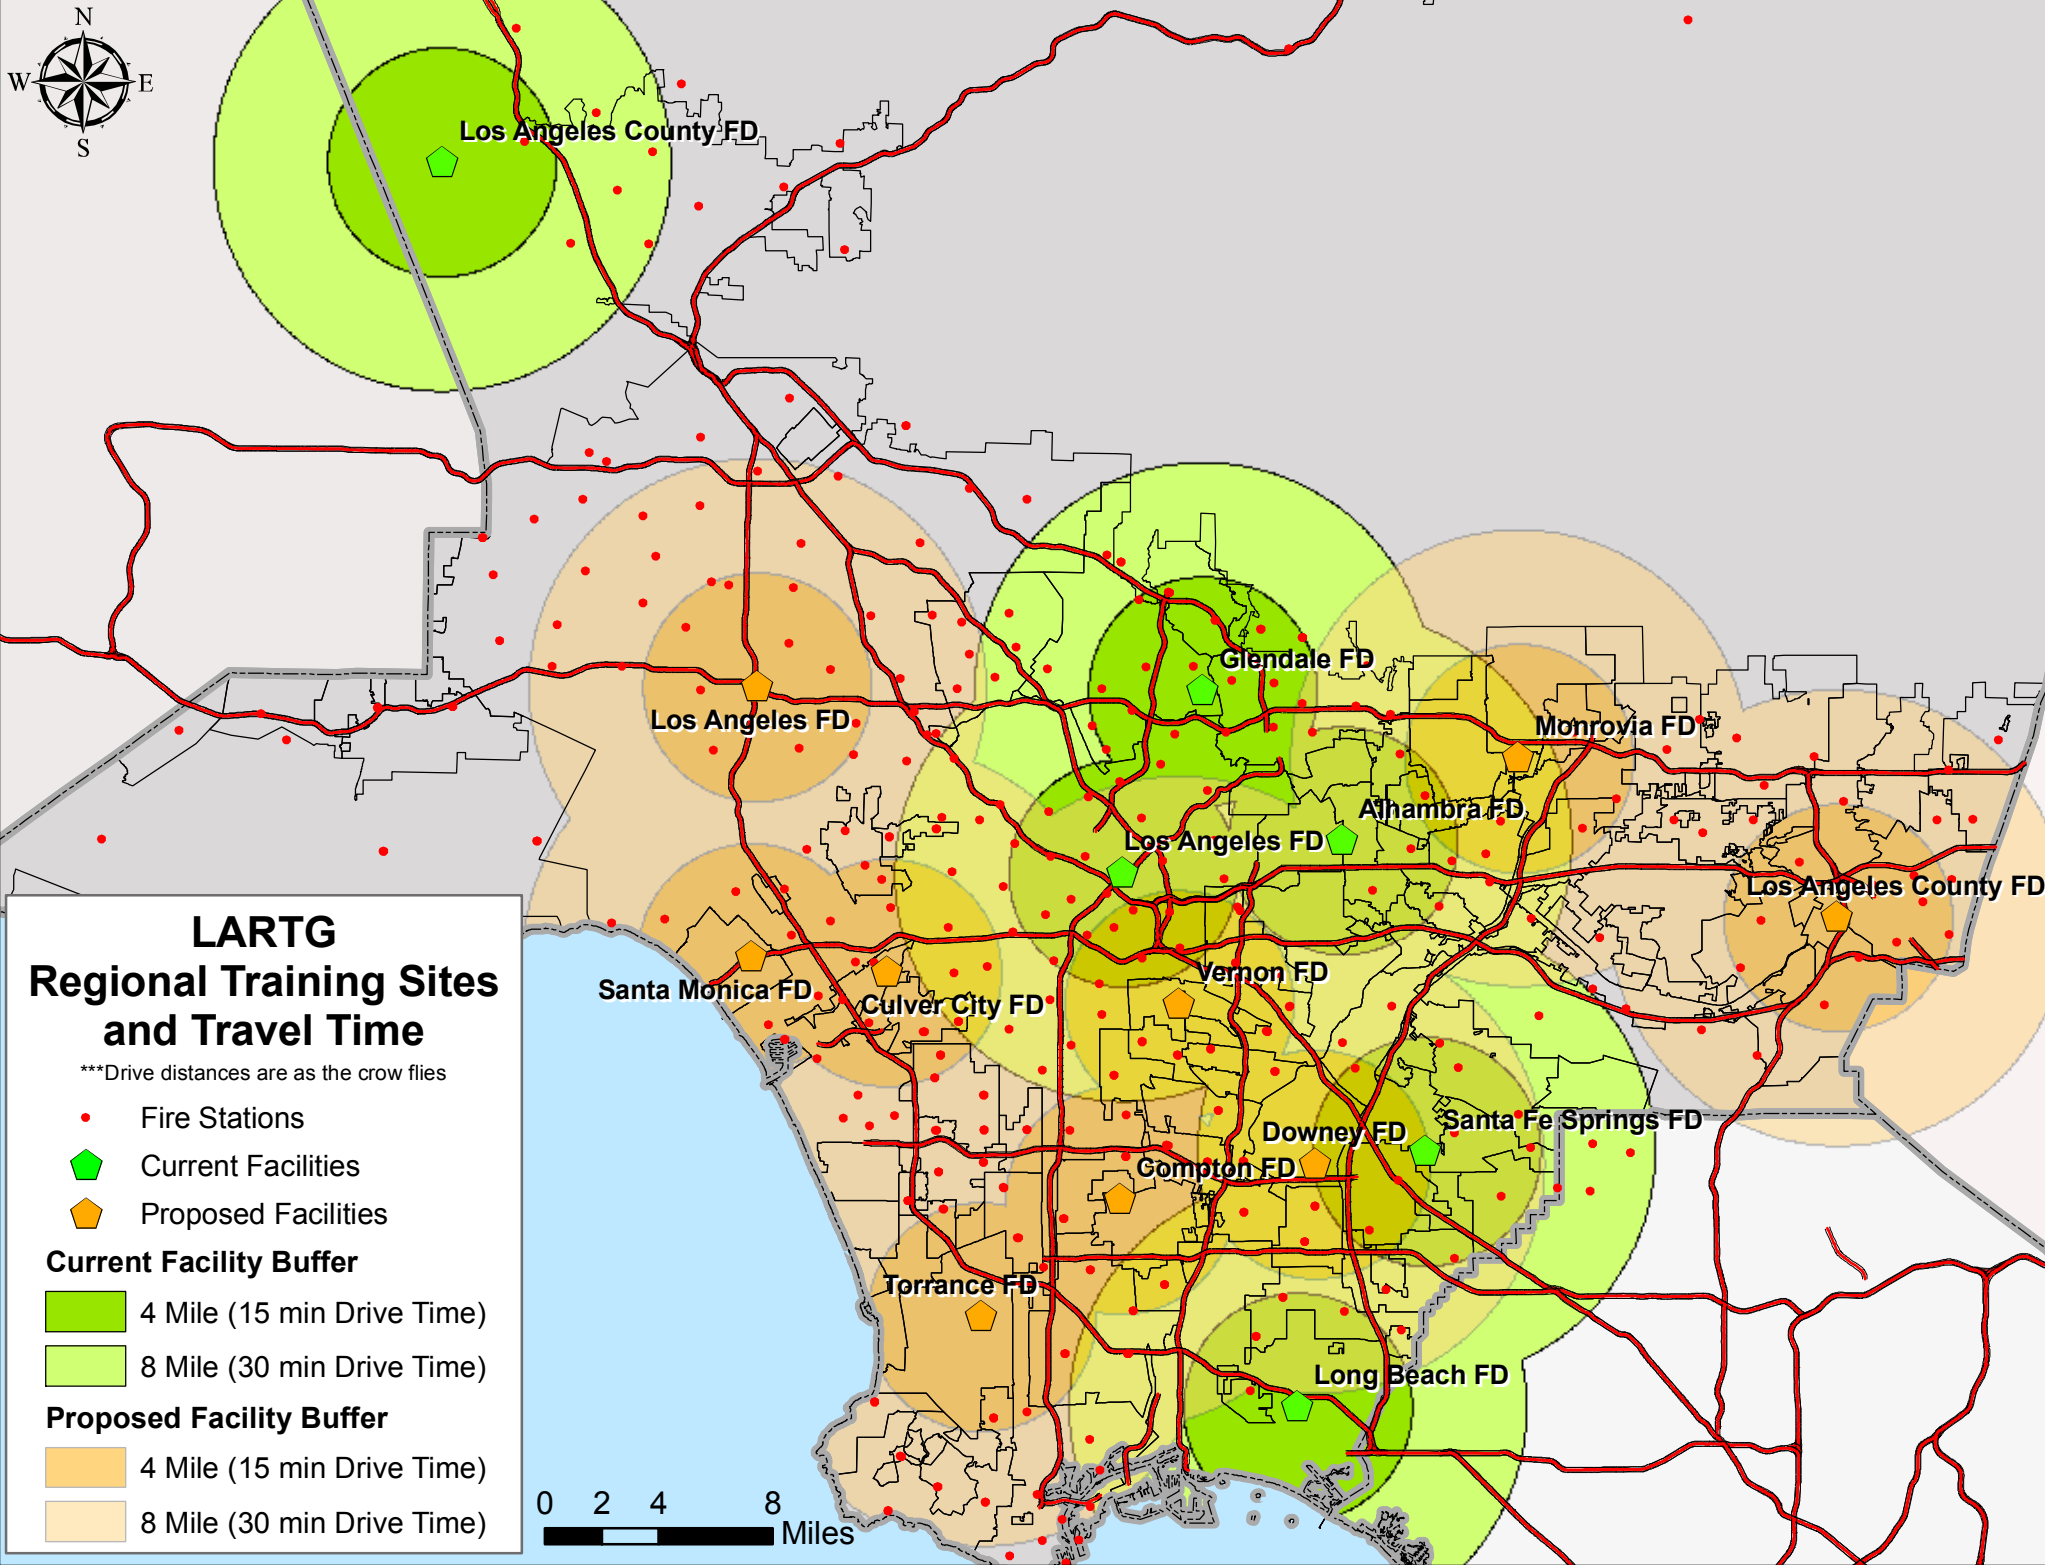 N
W
E
S
Los Angeles County FD
Glendale FD
Los Angeles FD
Monrovia FD
Alhambra FD
Los Angeles FD
Los Angeles County FD
Vernon FD
Santa Monica FD
Culver City FD
Santa Fe Springs FD
Downey FD
Compton FD
Torrance FD
Long Beach FD
LARTG
Regional Training Sites
and Travel Time
***Drive distances are as the crow flies
Fire Stations
Current Facilities
Proposed Facilities
Current Facility Buffer
4 Mile (15 min Drive Time)
8 Mile (30 min Drive Time)
Proposed Facility Buffer
4 Mile (15 min Drive Time)
8 Mile (30 min Drive Time)
0 2 4 8
Miles